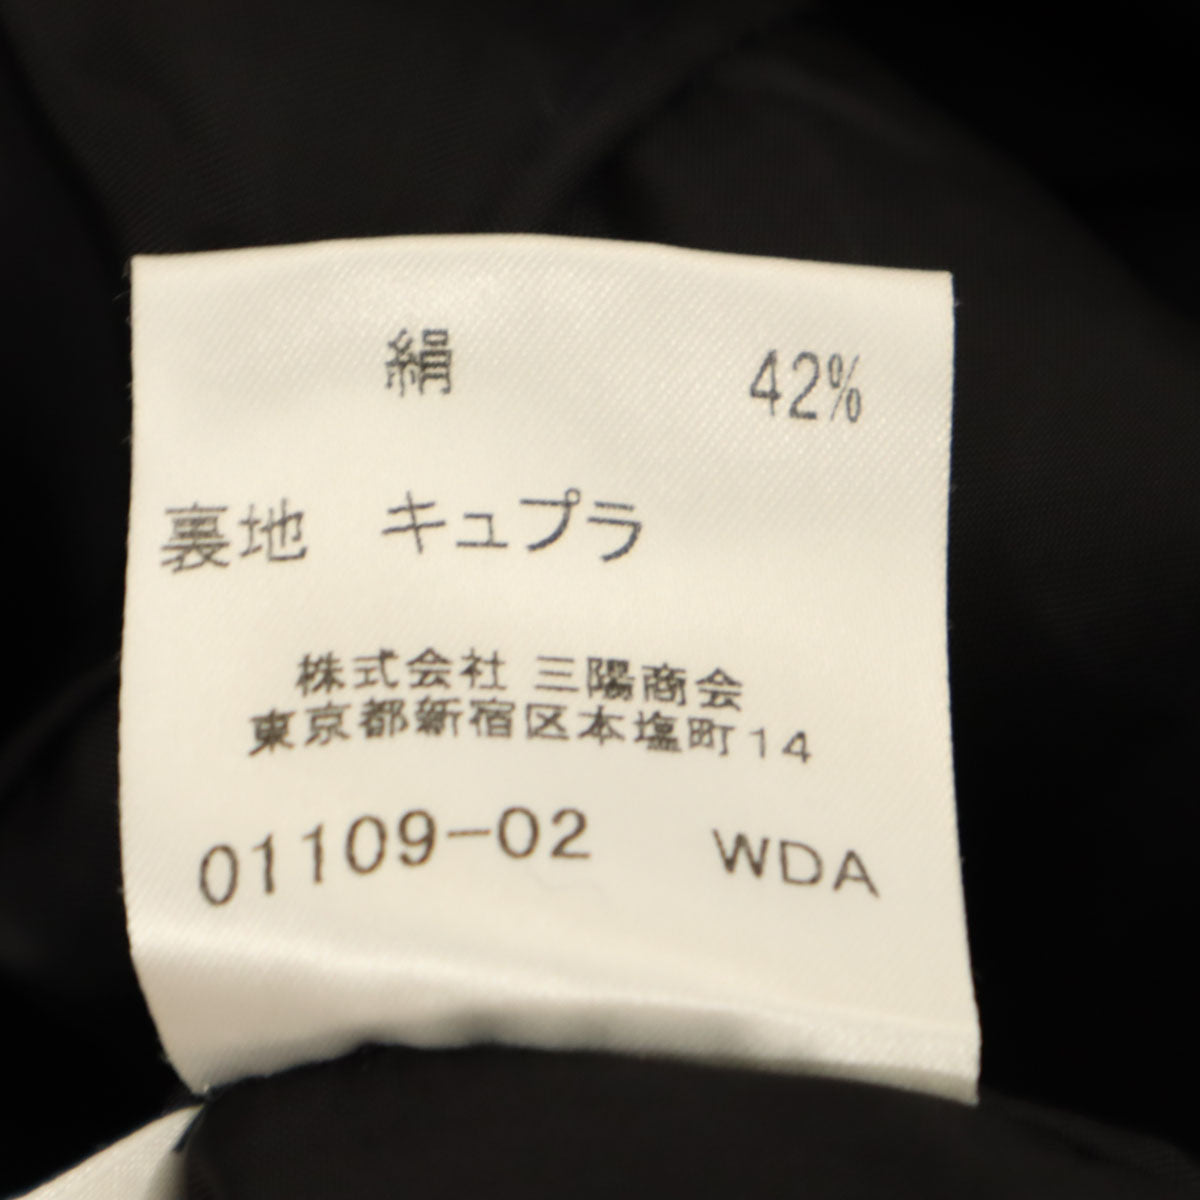 絹 42%
裏地 キュプラ
株式会社 三陽商会
東京都新宿区本塩町14
01109-02 WDA